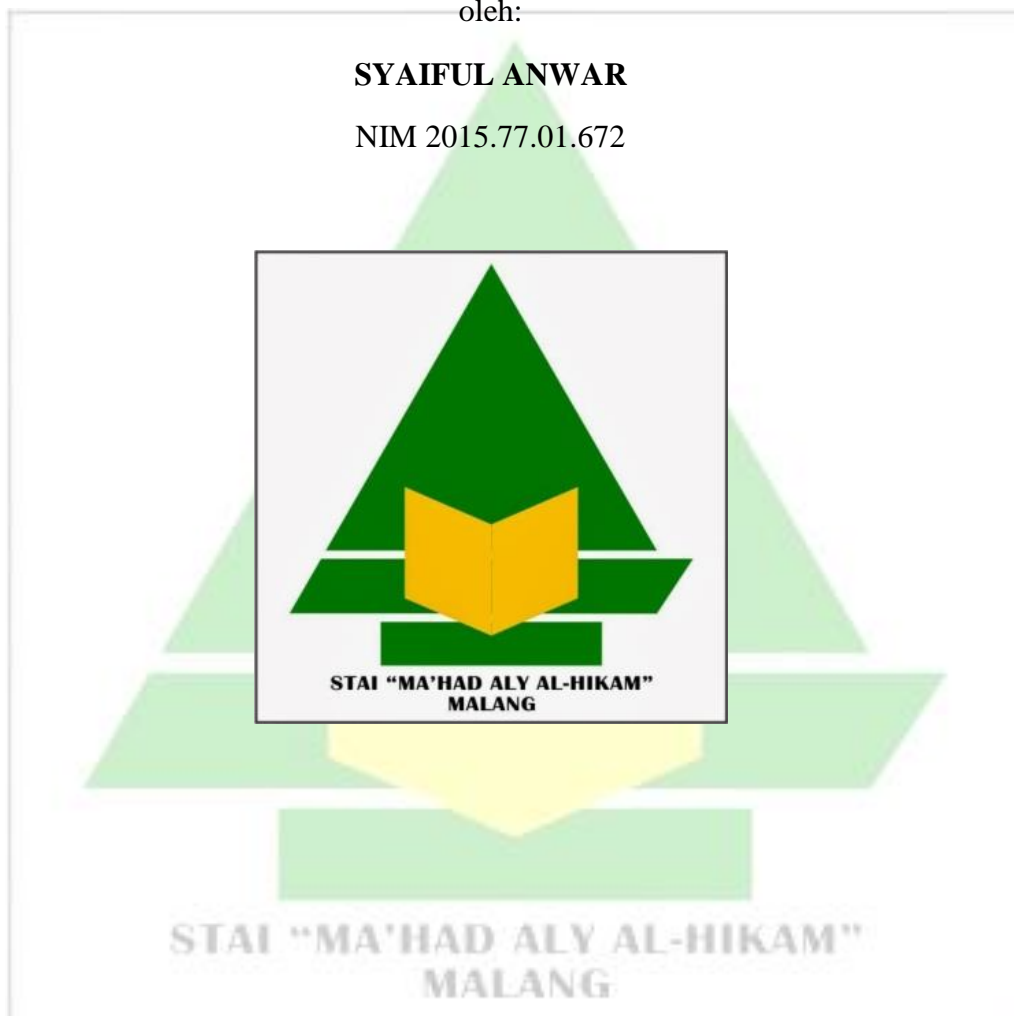 oleh:
SYAIFUL ANWAR
NIM 2015.77.01.672
STAI “MA'HAD ALY AL-HIKAM”
MALANG
STAI “MA'HAD ALY AL-HIKAM”
MALANG